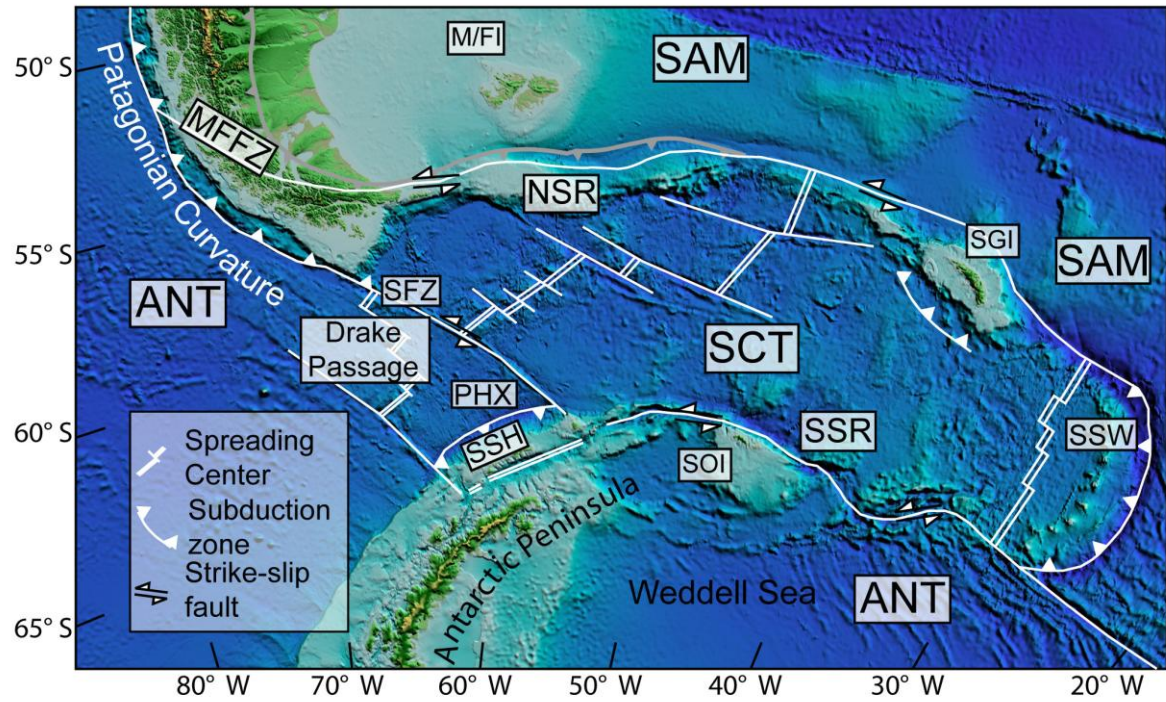 M/FI
SAM
50° S
Patagonian Curvature
MFFZ
NSR
55° S
SGI
SAM
ANT
SFZ
Drake
Passage
SCT
PHX
60° S
SSH
SSR
SSW
SOI
Spreading
Center
Subduction
zone
Strike-slip
fault
Antarctic Peninsula
Weddell Sea
ANT
65° S
80° W
70° W
60° W
50° W
40° W
30° W
20° W